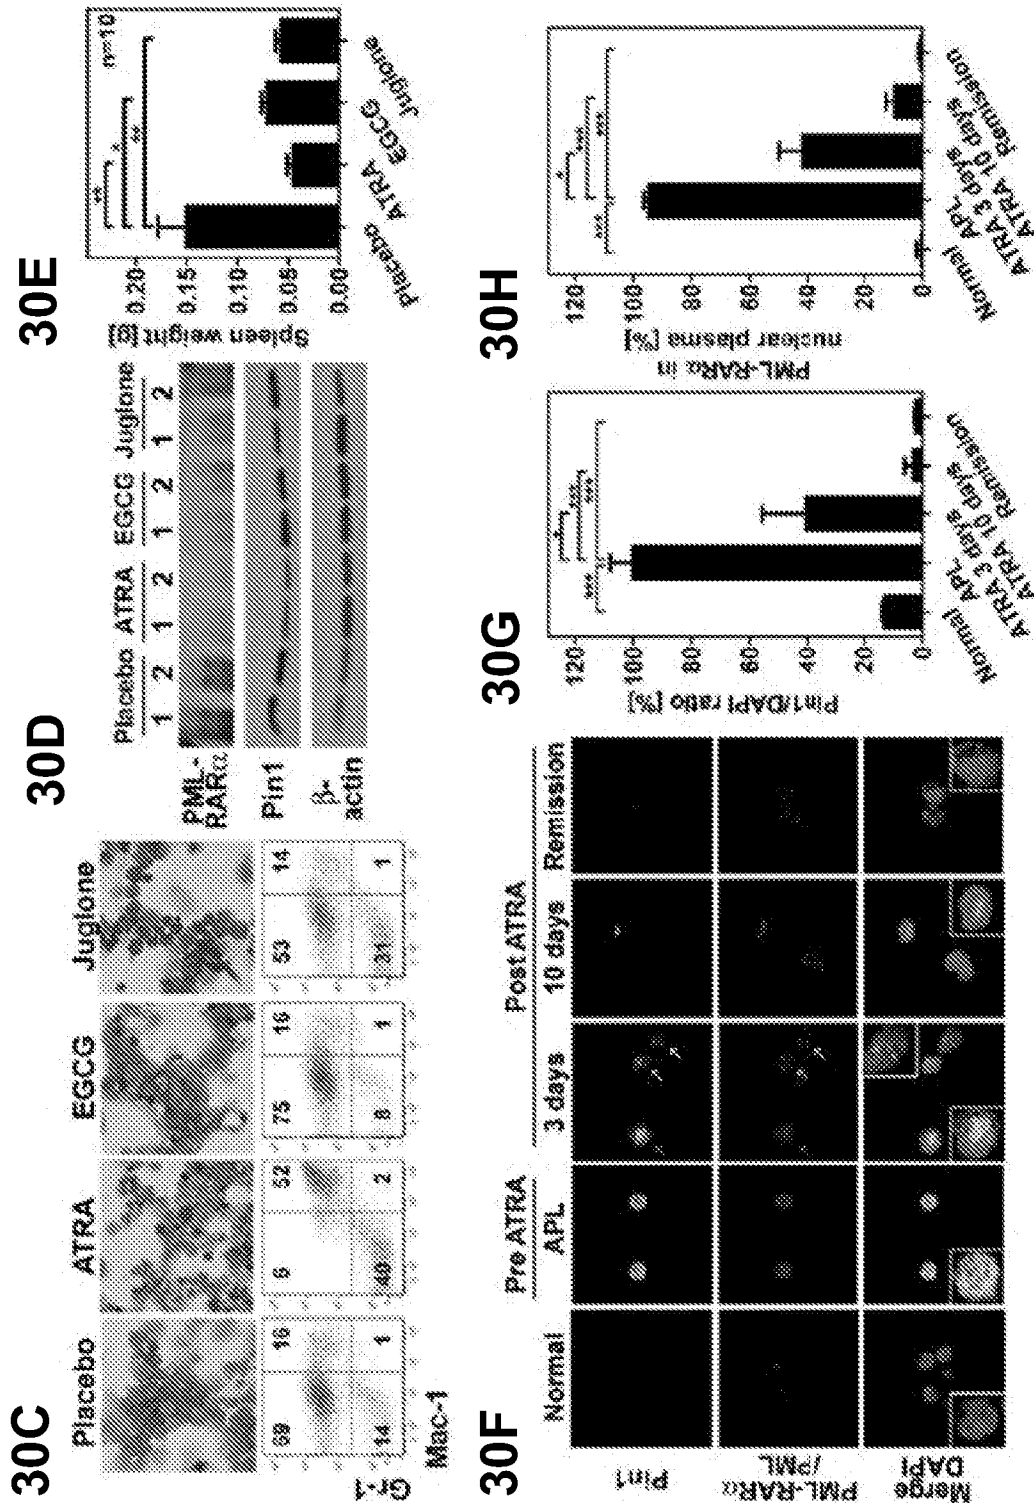 30C
Placebo ATRA EGCG Juglone
69 16
14 1
6 52
40 2
75 16
8 1
53 14
31 1
Gr-1
Mac-1
30D
Placebo ATRA EGCG Juglone
1 2 1 2 1 2 1 2
PML-
RARα
Pin1
β-
actin
30E
n=10
** * **
Spleen weight [g]
0.20
0.15
0.10
0.05
0.00
Placebo
ATRA
EGCG
Juglone
30F
Pre ATRA Post ATRA
Normal APL 3 days 10 days Remission
Pin1
PML-RARα
/PML
Merge
DAPI
30G
Pin1/DAPI ratio [%]
120
100
80
60
40
20
0
*** * *** ***
Normal
APL
ATRA 3 days
ATRA 10 days
Remission
30H
PML-RARα in
nuclear plasma [%]
120
100
80
60
40
20
0
*** * *** ***
Normal
APL
ATRA 3 days
ATRA 10 days
Remission